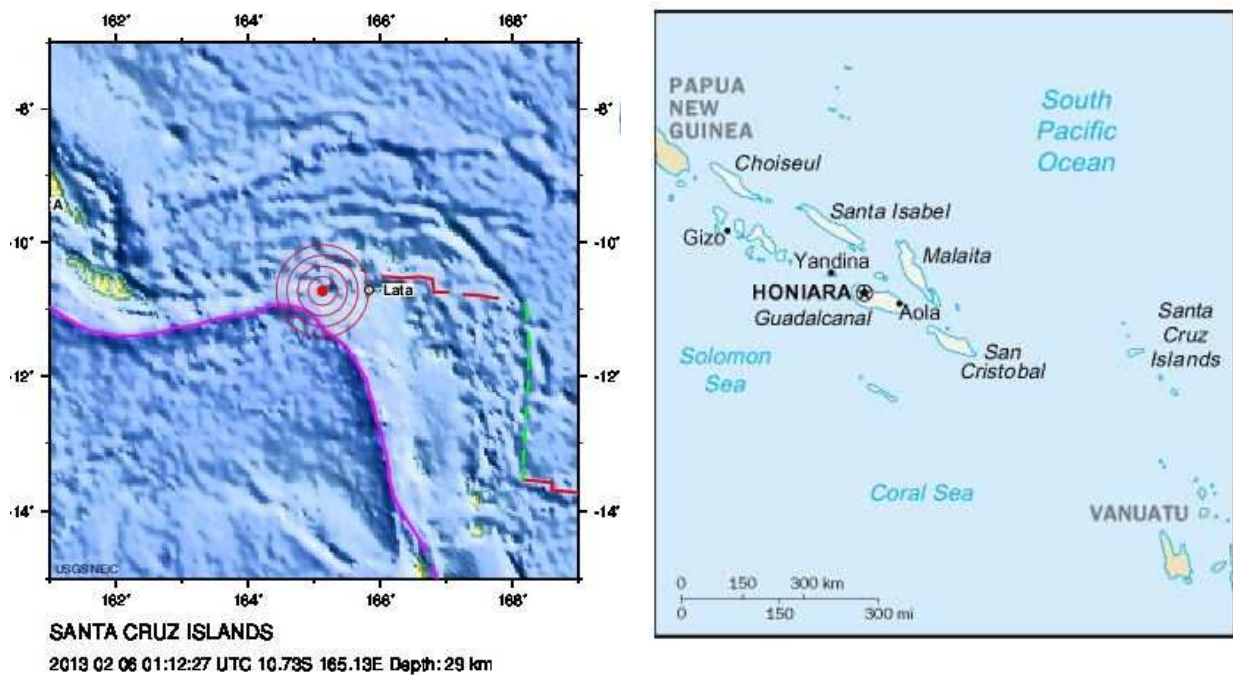 162° 164° 166° 168°
-8° -8°
A
-10° -10°
Lata
-12° -12°
-14° -14°
USGS NEIC
162° 164° 166° 168°
SANTA CRUZ ISLANDS
2013 02 06 01:12:27 UTC 10.73S 165.13E Depth: 29 km
PAPUA
NEW
GUINEA
South
Pacific
Ocean
Choiseul
Santa Isabel
Gizo
Malaita
Yandina
HONIARA
Guadalcanal
Aola
Santa
Cruz
Islands
Solomon
Sea
San
Cristobal
Coral Sea
VANUATU
0 150 300 km
0 150 300 mi